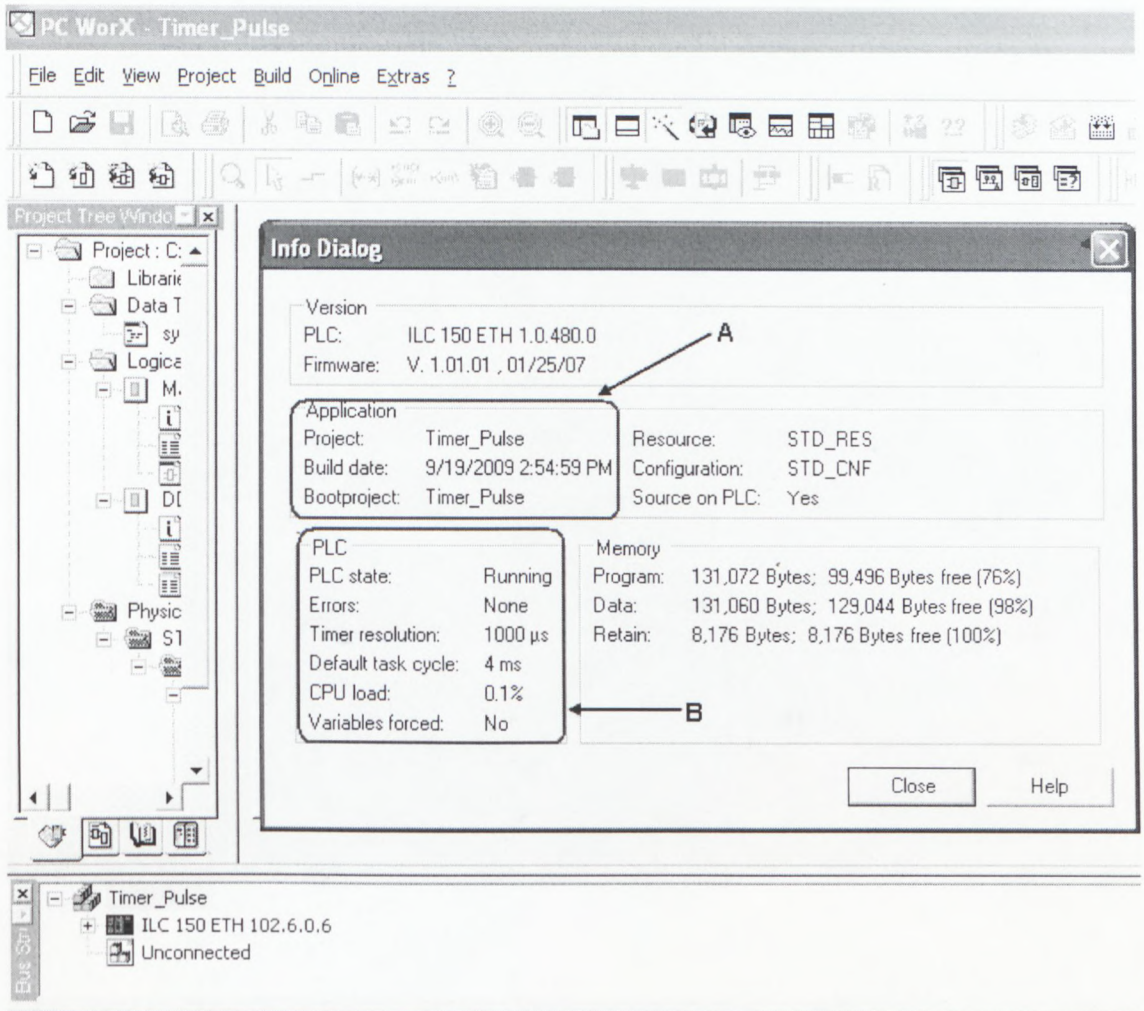 PC WorX - Timer_Pulse
File Edit View Project Build Online Extras ?
Project Tree Windo
Project : C:
Librarie
Data T
sy
Logica
M.
DD
Physic
ST
Info Dialog
Version
PLC: ILC 150 ETH 1.0.480.0
Firmware: V. 1.01.01 , 01/25/07
A
Application
Project: Timer_Pulse
Build date: 9/19/2009 2:54:59 PM
Bootproject: Timer_Pulse
Resource: STD_RES
Configuration: STD_CNF
Source on PLC: Yes
PLC
PLC state: Running
Errors: None
Timer resolution: 1000 µs
Default task cycle: 4 ms
CPU load: 0.1%
Variables forced: No
B
Memory
Program: 131,072 Bytes; 99,496 Bytes free (76%)
Data: 131,060 Bytes; 129,044 Bytes free (98%)
Retain: 8,176 Bytes; 8,176 Bytes free (100%)
Close Help
Bus Stru
Timer_Pulse
ILC 150 ETH 102.6.0.6
Unconnected